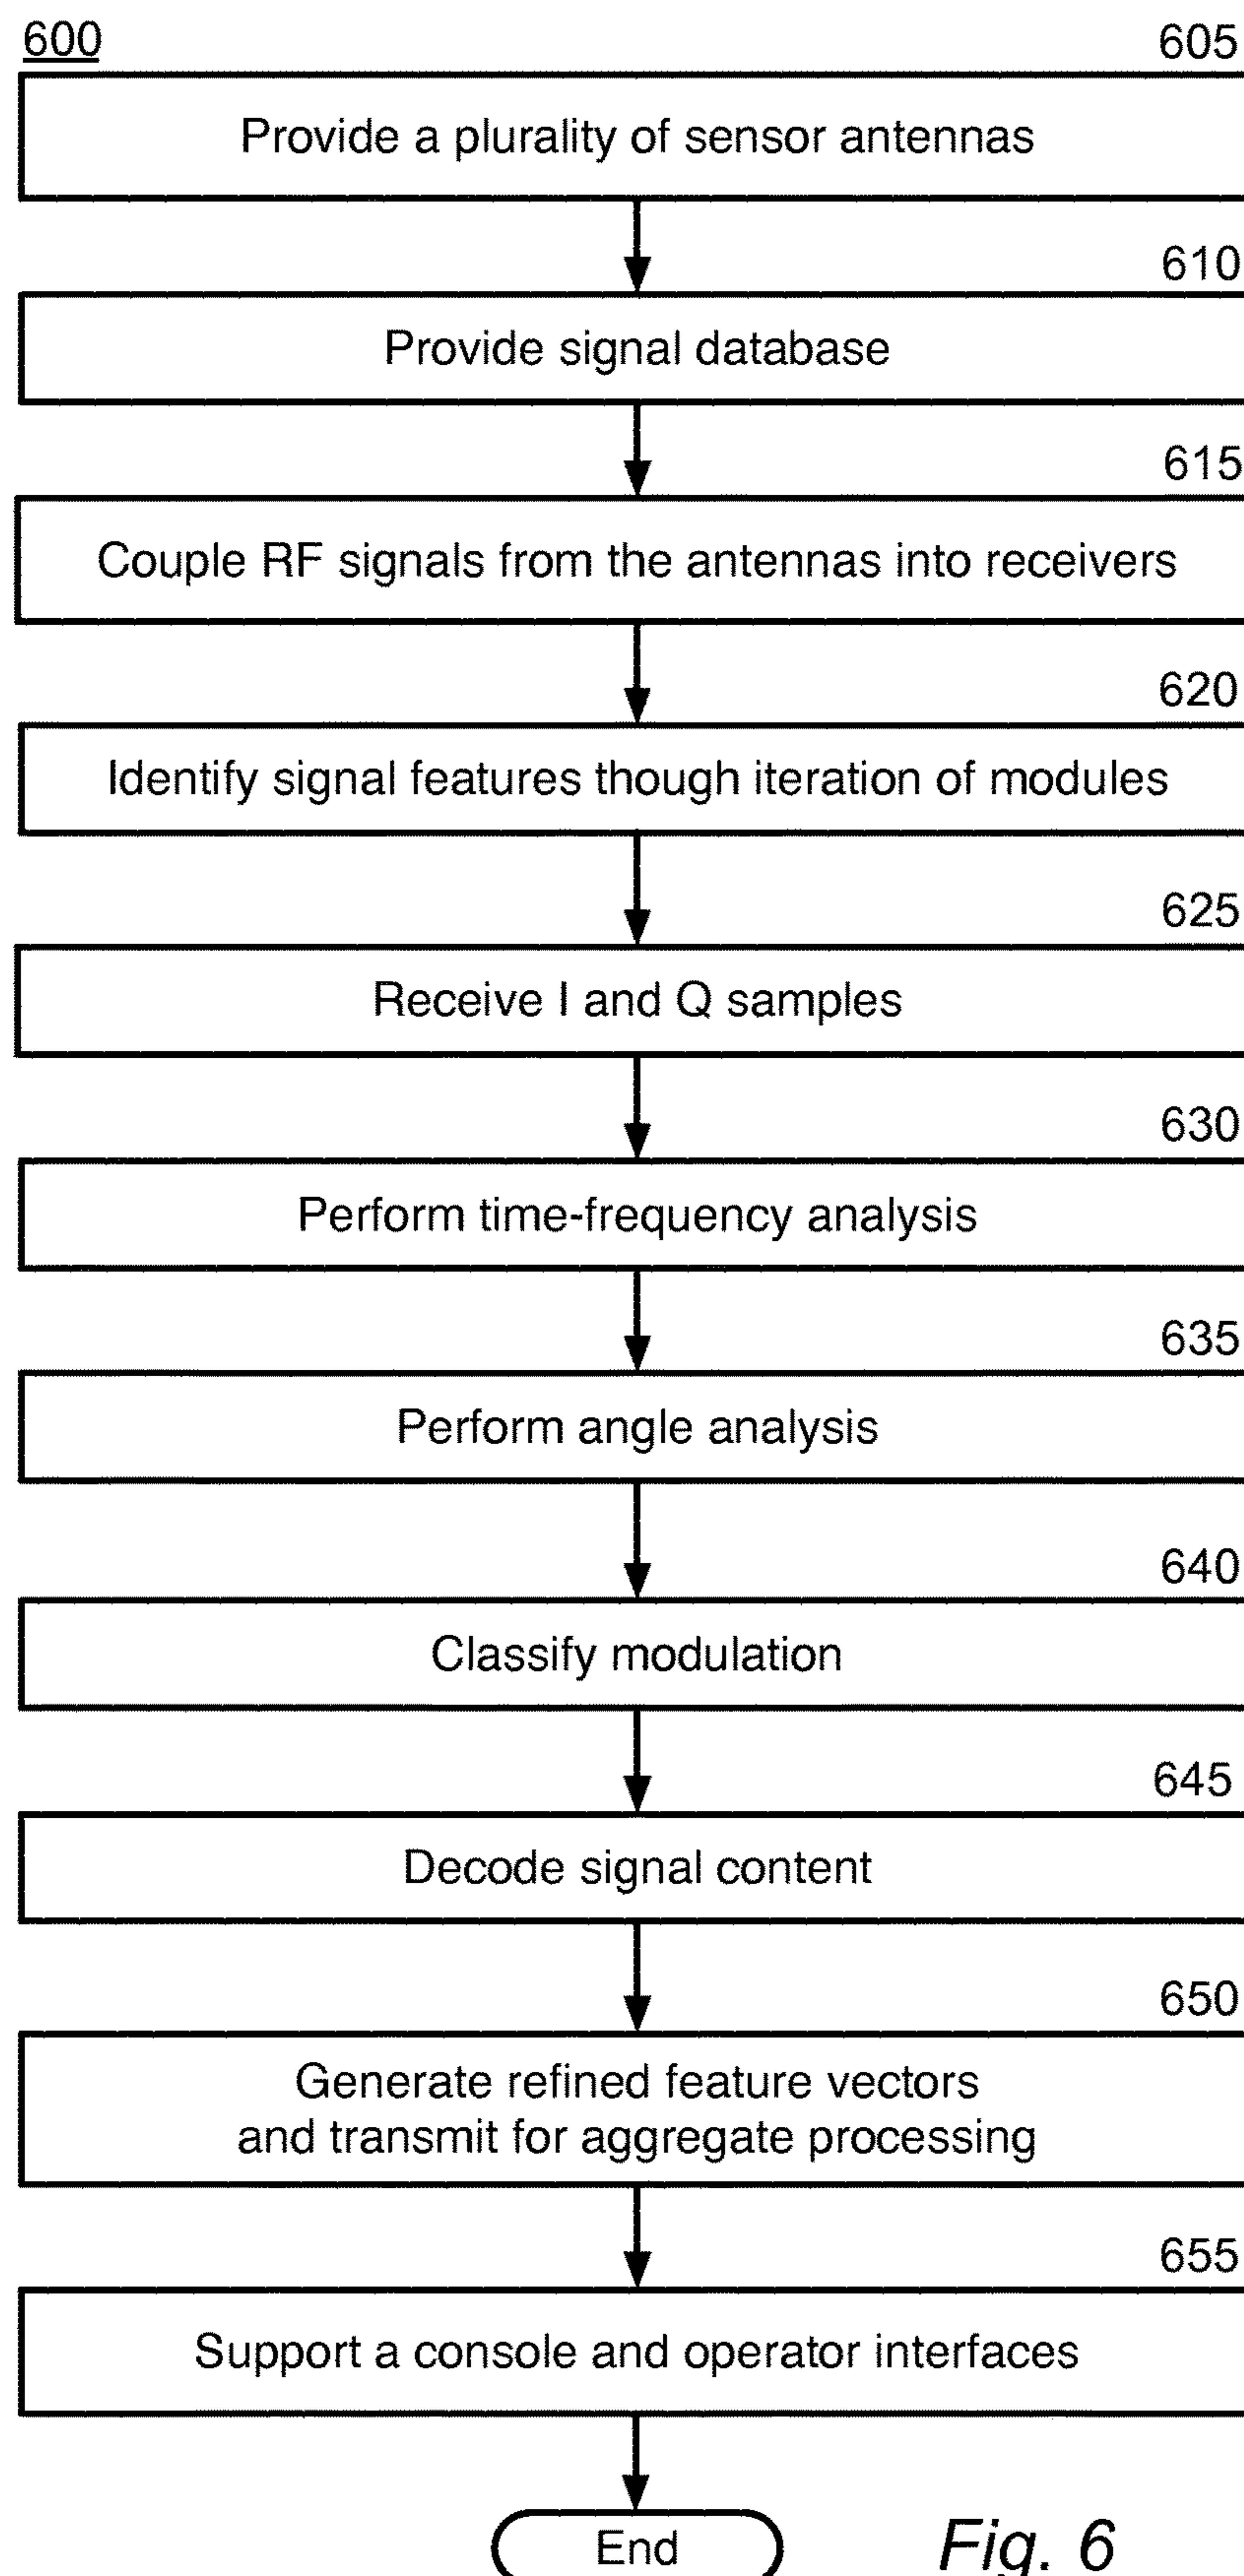 600
605
Provide a plurality of sensor antennas
610
Provide signal database
615
Couple RF signals from the antennas into receivers
620
Identify signal features though iteration of modules
625
Receive I and Q samples
630
Perform time-frequency analysis
635
Perform angle analysis
640
Classify modulation
645
Decode signal content
650
Generate refined feature vectors
and transmit for aggregate processing
655
Support a console and operator interfaces
End
Fig. 6